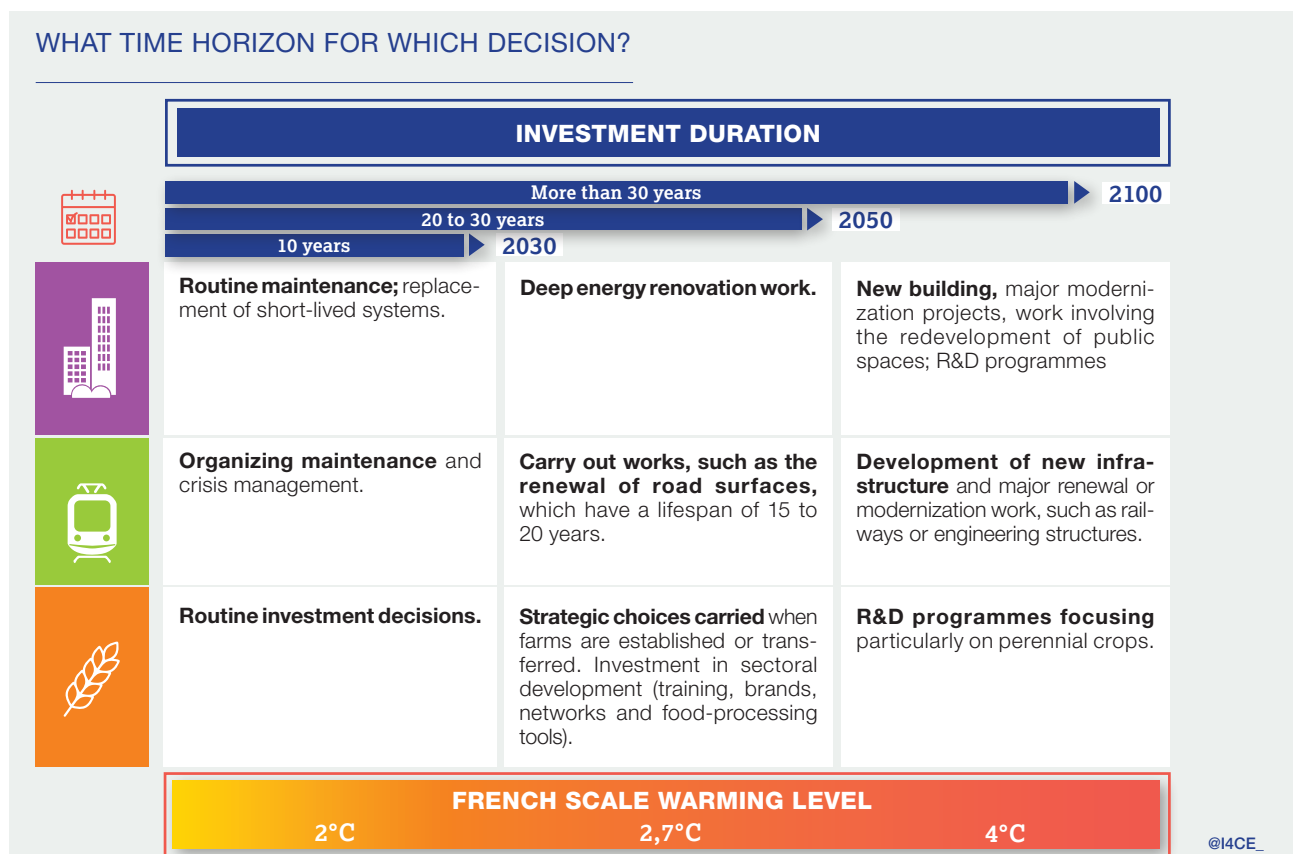 WHAT TIME HORIZON FOR WHICH DECISION?
INVESTMENT DURATION
More than 30 years
2100
20 to 30 years
2050
10 years
2030
Routine maintenance; replace-
ment of short-lived systems.
Deep energy renovation work.
New building, major moderni-
zation projects, work involving
the redevelopment of public
spaces; R&D programmes
Organizing maintenance and
crisis management.
Carry out works, such as the
renewal of road surfaces,
which have a lifespan of 15 to
20 years.
Development of new infra-
structure and major renewal or
modernization work, such as rail-
ways or engineering structures.
Routine investment decisions.
Strategic choices carried when
farms are established or trans-
ferred. Investment in sectoral
development (training, brands,
networks and food-processing
tools).
R&D programmes focusing
particularly on perennial crops.
FRENCH SCALE WARMING LEVEL
2°C
2,7°C
4°C
@I4CE_